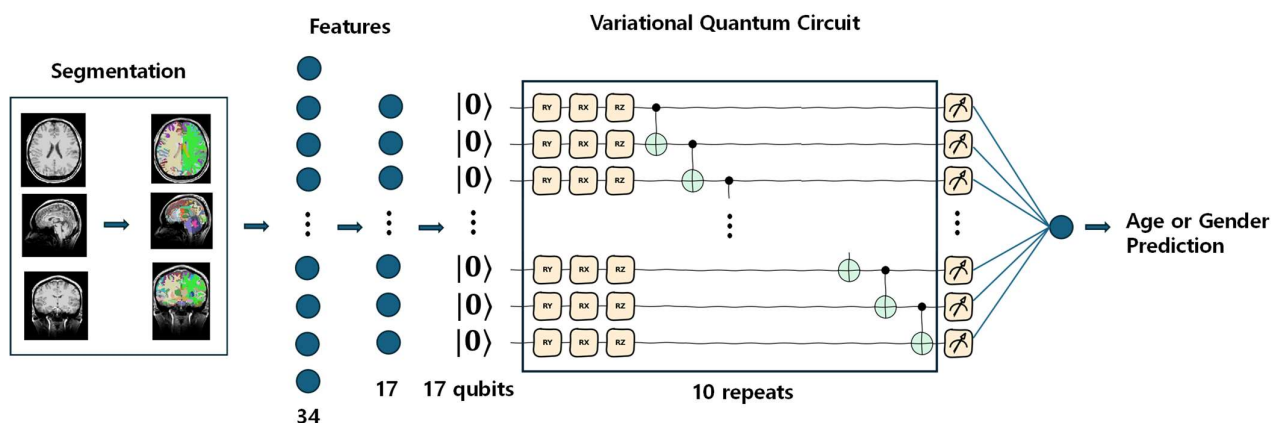 Segmentation
Features
Variational Quantum Circuit
|0⟩ RY RX RZ
|0⟩ RY RX RZ
|0⟩ RY RX RZ
|0⟩ RY RX RZ
|0⟩ RY RX RZ
|0⟩ RY RX RZ
Age or Gender
Prediction
34
17
17 qubits
10 repeats